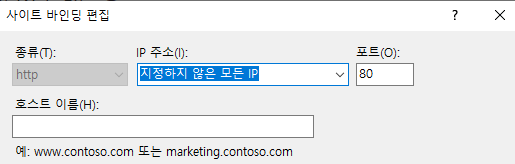 사이트 바인딩 편집 ? ×
종류(T): IP 주소(I): 포트(O):
http 지정하지 않은 모든 IP 80
호스트 이름(H):
예: www.contoso.com 또는 marketing.contoso.com